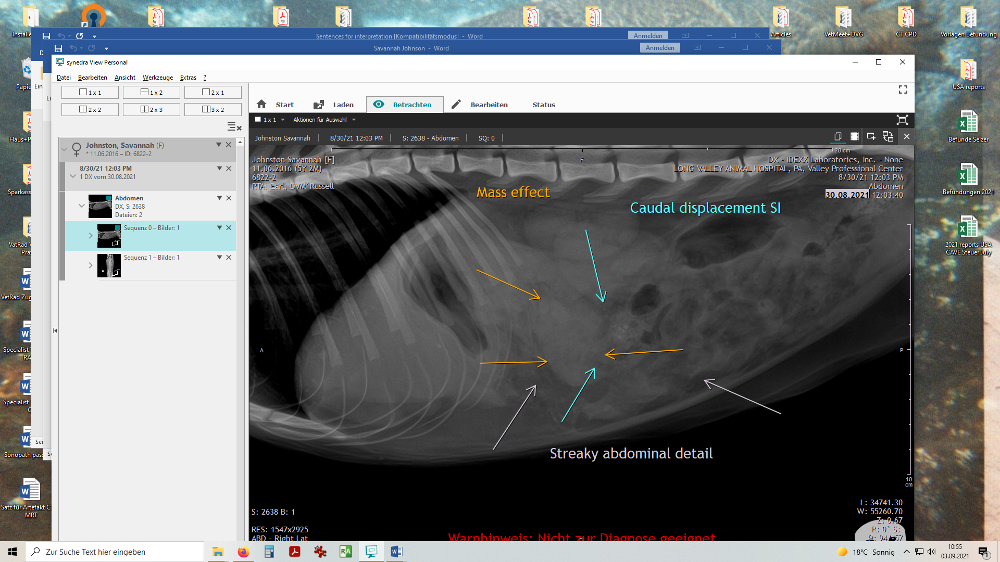 Installe
Articles
VetMeet+DVG
CT CPD
Vorlagen Befundung
Sentences for interpretation [Kompatibilitätsmodus] - Word
Anmelden
Savannah Johnson - Word
Anmelden
synedra View Personal
Datei Bearbeiten Ansicht Werkzeuge Extras ?
1 x 1
1 x 2
2 x 1
2 x 2
2 x 3
3 x 2
Start
Laden
Betrachten
Bearbeiten
Status
1 x 1
Aktionen für Auswahl
Johnston Savannah
8/30/21 12:03 PM
S: 2638 - Abdomen
SQ: 0
Johnston, Savannah (F)
* 11.06.2016 – ID: 6822-2
8/30/21 12:03 PM
1 DX vom 30.08.2021
Abdomen
DX, S: 2638
Dateien: 2
Sequenz 0 – Bilder: 1
Sequenz 1 – Bilder: 1
Johnston Savannah [F]
11.06.2016 (5Y 2M)
6822-2
RTA: Earl, DVM^Russell
20 cm
F
DX - IDEXX Laboratories, Inc. - None
LONG VALLEY ANIMAL HOSPITAL, PA, Valley Professional Center
8/30/21 12:03 PM
Abdomen
30.08.2021 12:03:40
Mass effect
Caudal displacement SI
A
P
Streaky abdominal detail
10
cm
S: 2638 B: 1
RES: 1547x2925
ABD - Right Lat
Warnhinweis: Nicht zur Diagnose geeignet
H
L: 34741.30
W: 55260.70
Z: 0.67
R: 0° S:
P: 94/-57
Papie
Ein
Ei
Haus+P
Sparkass
VatRad
Pra
VetRad Zug
Specialist
RA
Specialist
C
Sonopath pas
Sei
Se
Satz für Artefakt CT
MRT
USA reports
Befunde Selzer
Befundungen 2021
2021 reports USA
CAVE Steuer July
Zur Suche Text hier eingeben
64
RA
18°C Sonnig
10:55
03.09.2021
1